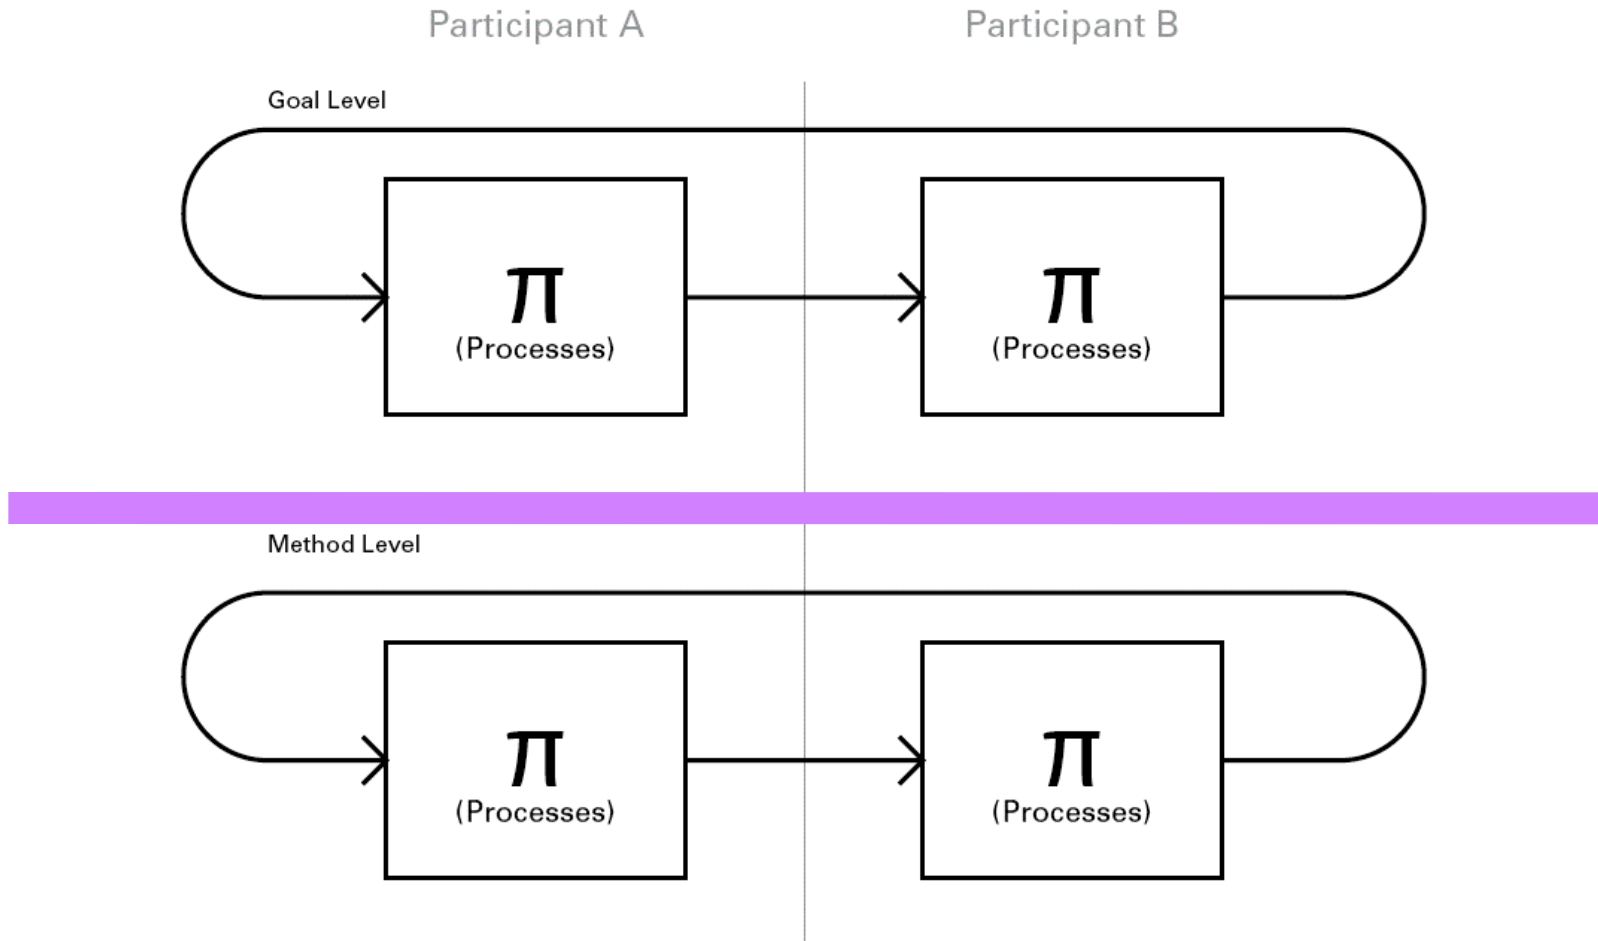 Participant A
Participant B
Goal Level
π
(Processes)
π
(Processes)
Method Level
π
(Processes)
π
(Processes)